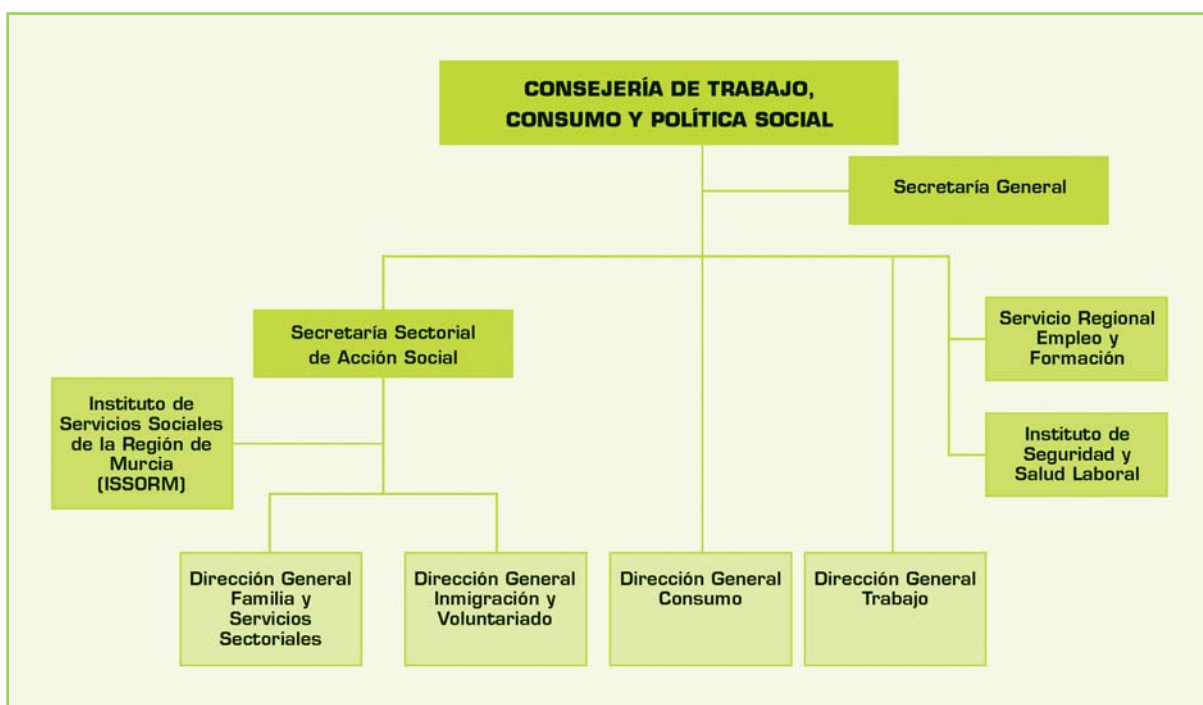 CONSEJERÍA DE TRABAJO,
CONSUMO Y POLÍTICA SOCIAL
Secretaría General
Secretaría Sectorial
de Acción Social
Servicio Regional
Empleo y
Formación
Instituto de
Servicios Sociales
de la Región de
Murcia
(ISSORM)
Instituto de
Seguridad y
Salud Laboral
Dirección General
Familia y
Servicios
Sectoriales
Dirección General
Inmigración y
Voluntariado
Dirección General
Consumo
Dirección General
Trabajo